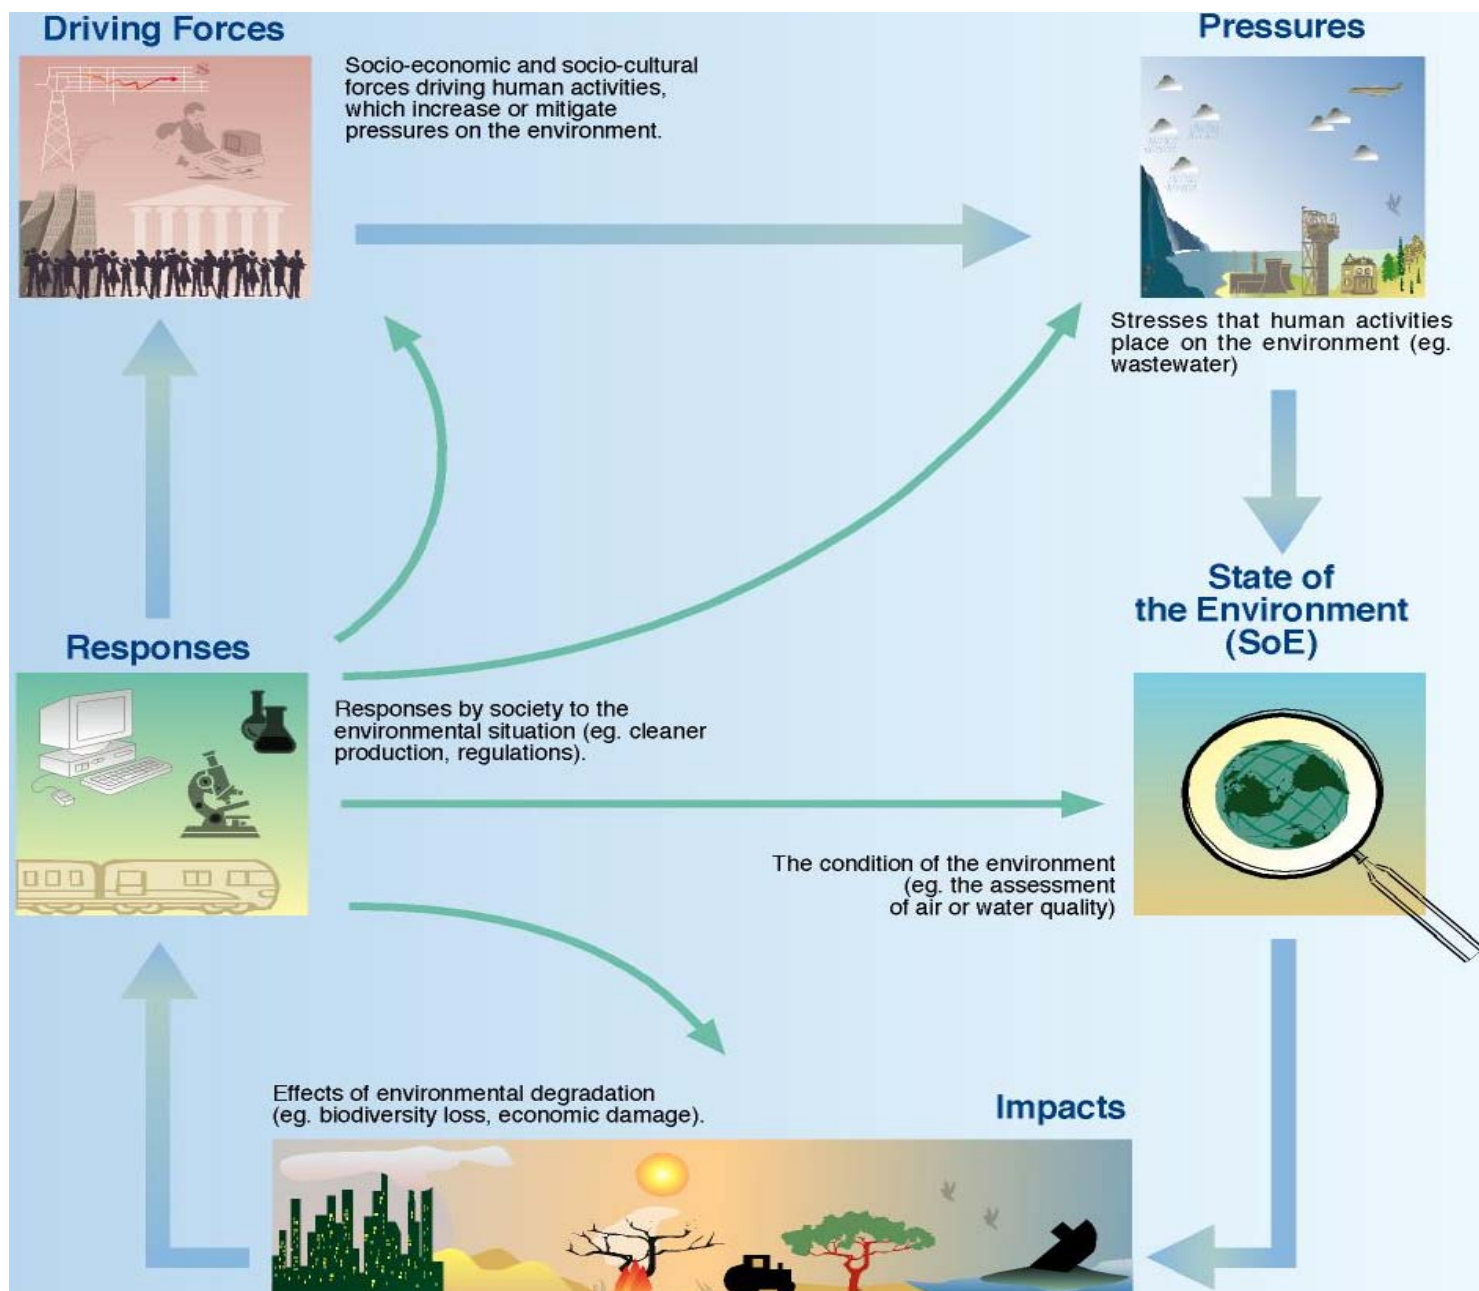 Driving Forces
Socio-economic and socio-cultural
forces driving human activities,
which increase or mitigate
pressures on the environment.
Pressures
Stresses that human activities
place on the environment (eg.
wastewater)
State of
the Environment
(SoE)
Responses
Responses by society to the
environmental situation (eg. cleaner
production, regulations).
The condition of the environment
(eg. the assessment
of air or water quality)
Effects of environmental degradation
(eg. biodiversity loss, economic damage).
Impacts